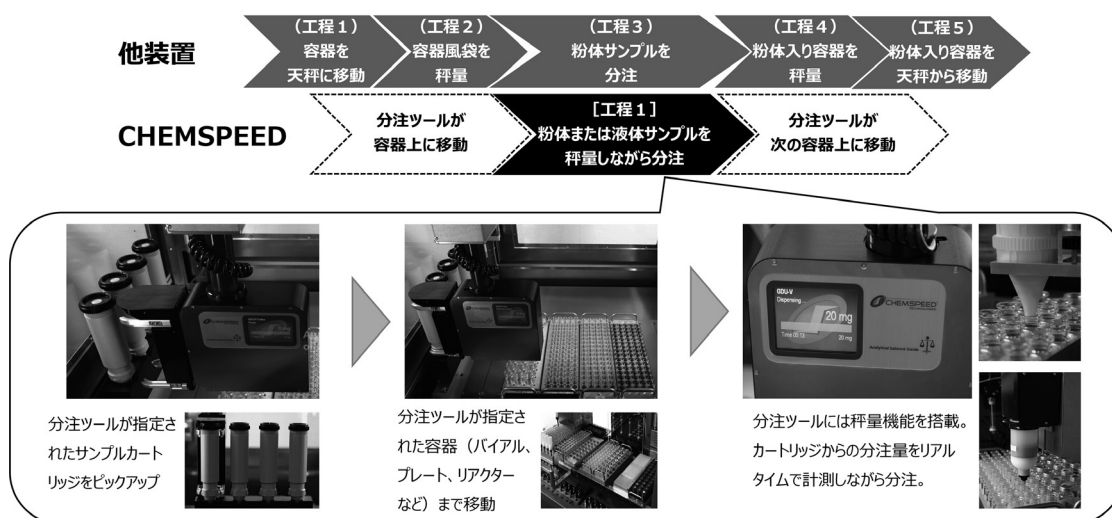 他装置
（工程１）
容器を
天秤に移動
（工程２）
容器風袋を
秤量
（工程３）
粉体サンプルを
分注
（工程４）
粉体入り容器を
秤量
（工程５）
粉体入り容器を
天秤から移動
CHEMSPEED
分注ツールが
容器上に移動
［工程１］
粉体または液体サンプルを
秤量しながら分注
分注ツールが
次の容器上に移動
分注ツールが指定さ
れたサンプルカート
リッジをピックアップ
分注ツールが指定さ
れた容器（バイアル、
プレート、リアクター
など）まで移動
GDU-V
Dispensing
20 mg
20 mg
CHEMSPEED
分注ツールには秤量機能を搭載。
カートリッジからの分注量をリアル
タイムで計測しながら分注。